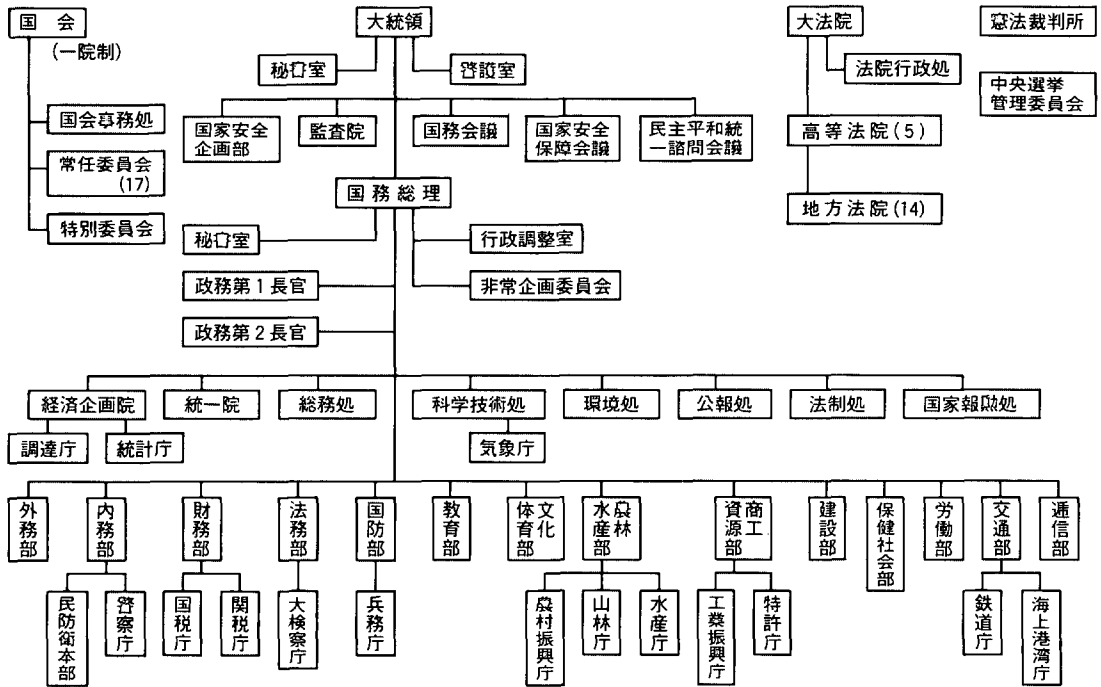 国会
(一院制)
国会事務処
常任委員会
(17)
特別委員会
大統領
秘書室
警護室
国家安全
企画部
監査院
国務会議
国家安全
保障会議
民主平和統
一諮問会議
国務総理
秘書室
行政調整室
政務第1長官
非常企画委員会
政務第2長官
大法院
法院行政処
高等法院(5)
地方法院(14)
憲法裁判所
中央選挙
管理委員会
経済企画院
統一院
総務処
科学技術処
環境処
公報処
法制処
国家報勲処
調達庁
統計庁
気象庁
外務部
内務部
財務部
法務部
国防部
教育部
文化
体育部
農林
水産部
商工
資源部
建設部
保健社会部
労働部
交通部
逓信部
民防衛本部
警察庁
国税庁
関税庁
大検察庁
兵務庁
農村振興庁
山林庁
水産庁
工業振興庁
特許庁
鉄道庁
海上港湾庁